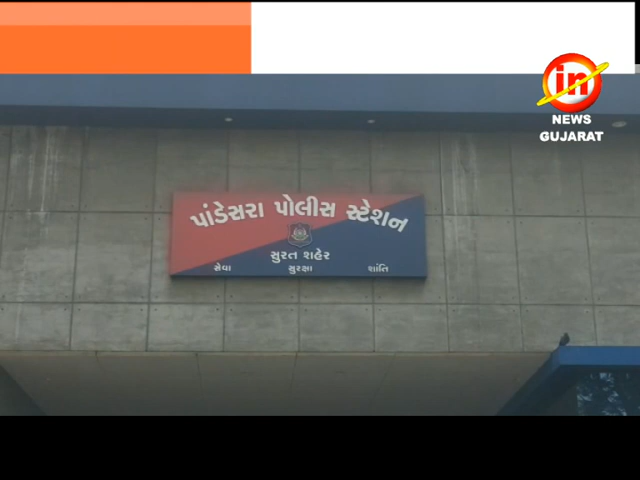 in
NEWS
GUJARAT
પાંડેસરા પોલીસ સ્ટેશન
સુરત શહેર
સેવા સુરક્ષા શાંતિ